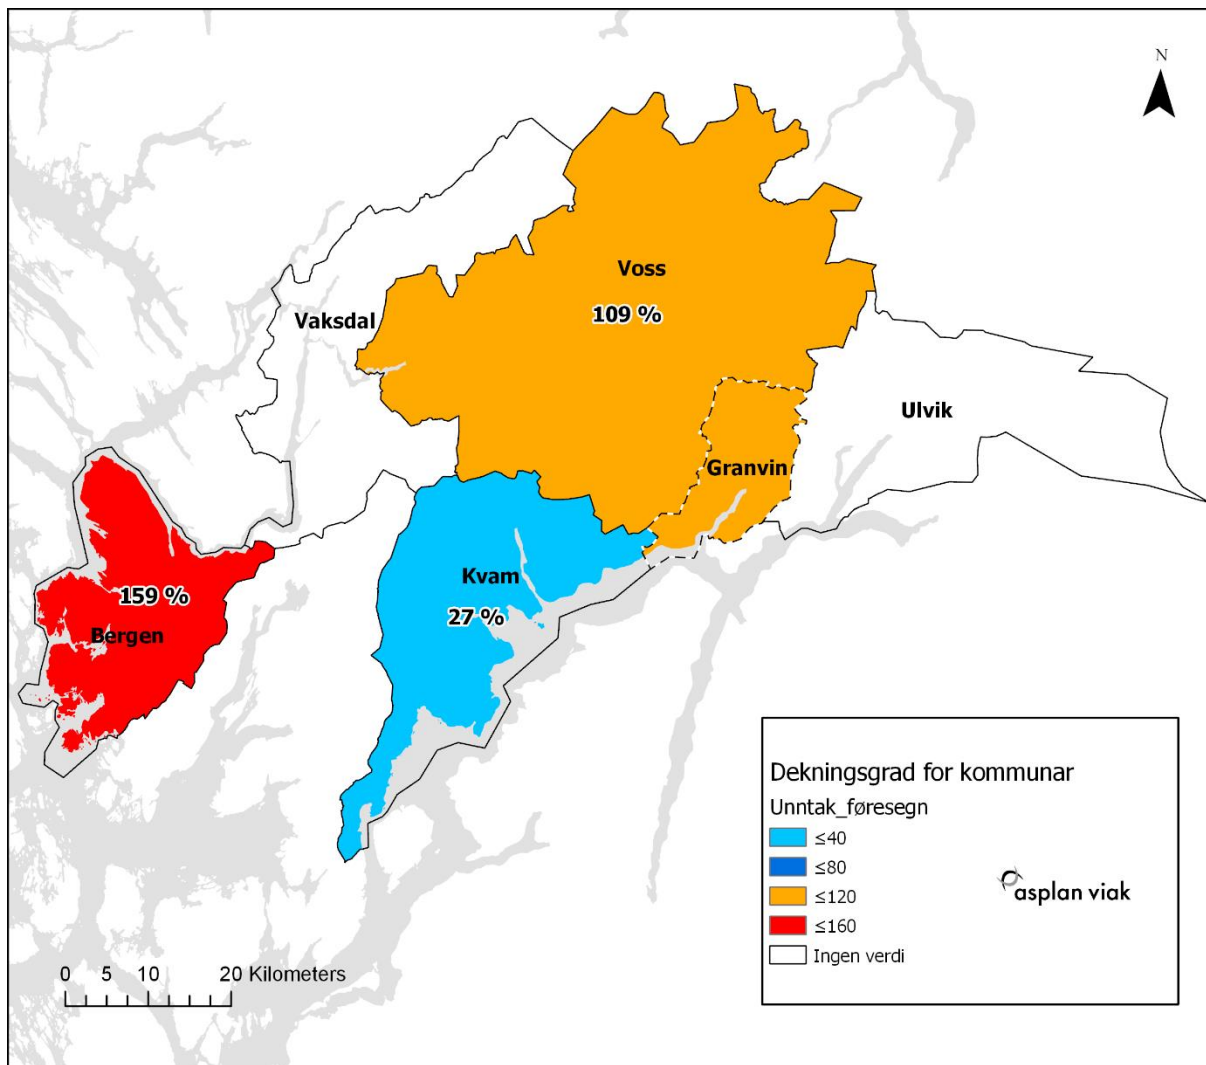 N
Voss
109 %
Vaksdal
Ulvik
Granvin
Kvam
27 %
159 %
Bergen
Dekningsgrad for kommunar
Unntak_føresegn
≤40
≤80
≤120
≤160
Ingen verdi
asplan viak
0 5 10 20 Kilometers